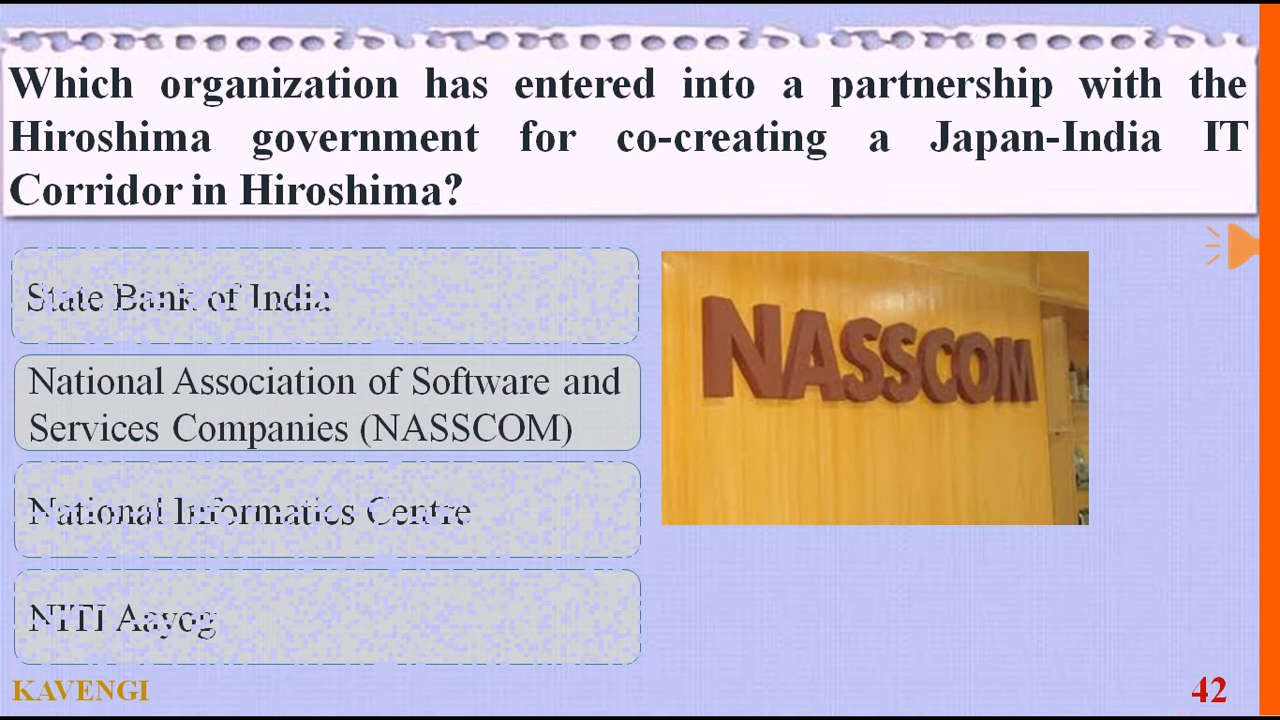 Which organization has entered into a partnership with the
Hiroshima government for co-creating a Japan-India IT
Corridor in Hiroshima?
State Bank of India
National Association of Software and
Services Companies (NASSCOM)
National Informatics Centre
NITI Aayog
NASSCOM
KAVENGI
42